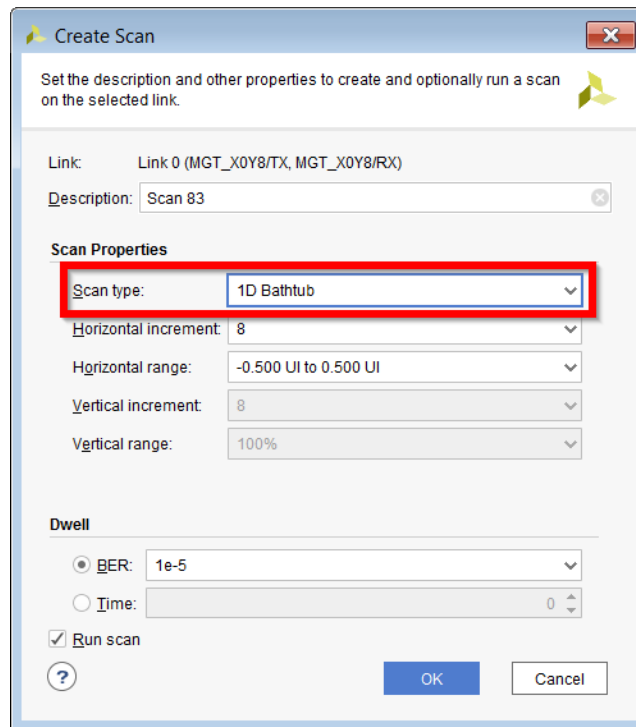 Create Scan
Set the description and other properties to create and optionally run a scan
on the selected link.
Link: Link 0 (MGT_X0Y8/TX, MGT_X0Y8/RX)
Description: Scan 83
Scan Properties
Scan type: 1D Bathtub
Horizontal increment: 8
Horizontal range: -0.500 UI to 0.500 UI
Vertical increment: 8
Vertical range: 100%
Dwell
BER: 1e-5
Time: 0
Run scan
? OK Cancel